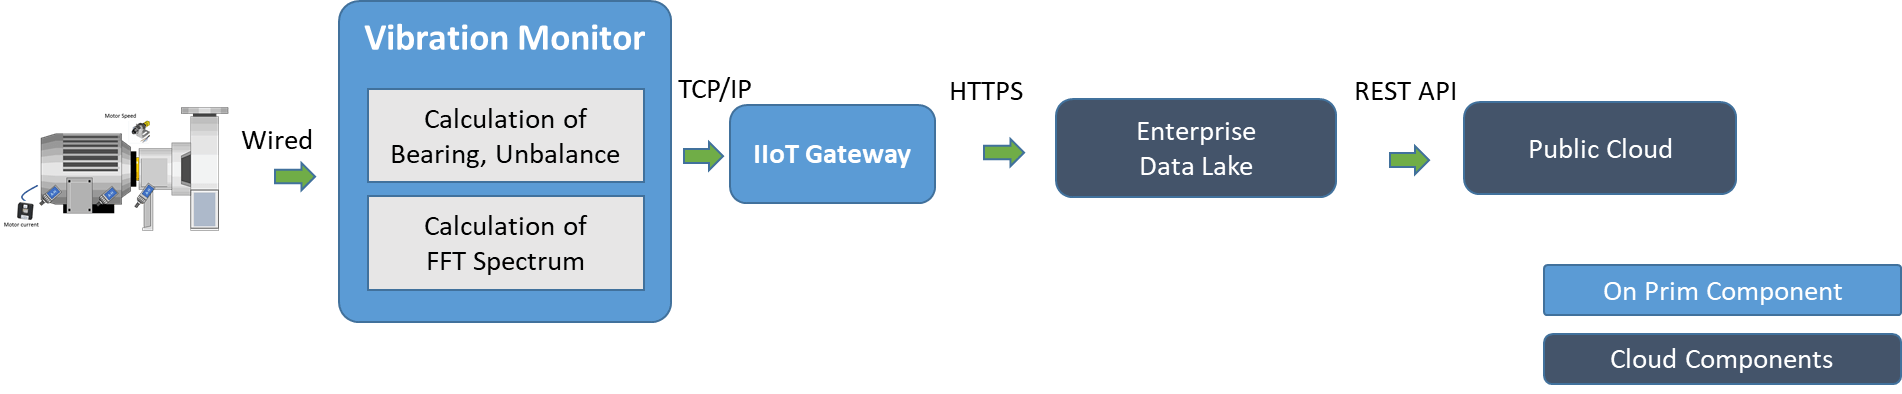 Vibration Monitor
Motor Speed
Motor current
Wired
Calculation of
Bearing, Unbalance
Calculation of
FFT Spectrum
TCP/IP
IIoT Gateway
HTTPS
Enterprise
Data Lake
REST API
Public Cloud
On Prim Component
Cloud Components